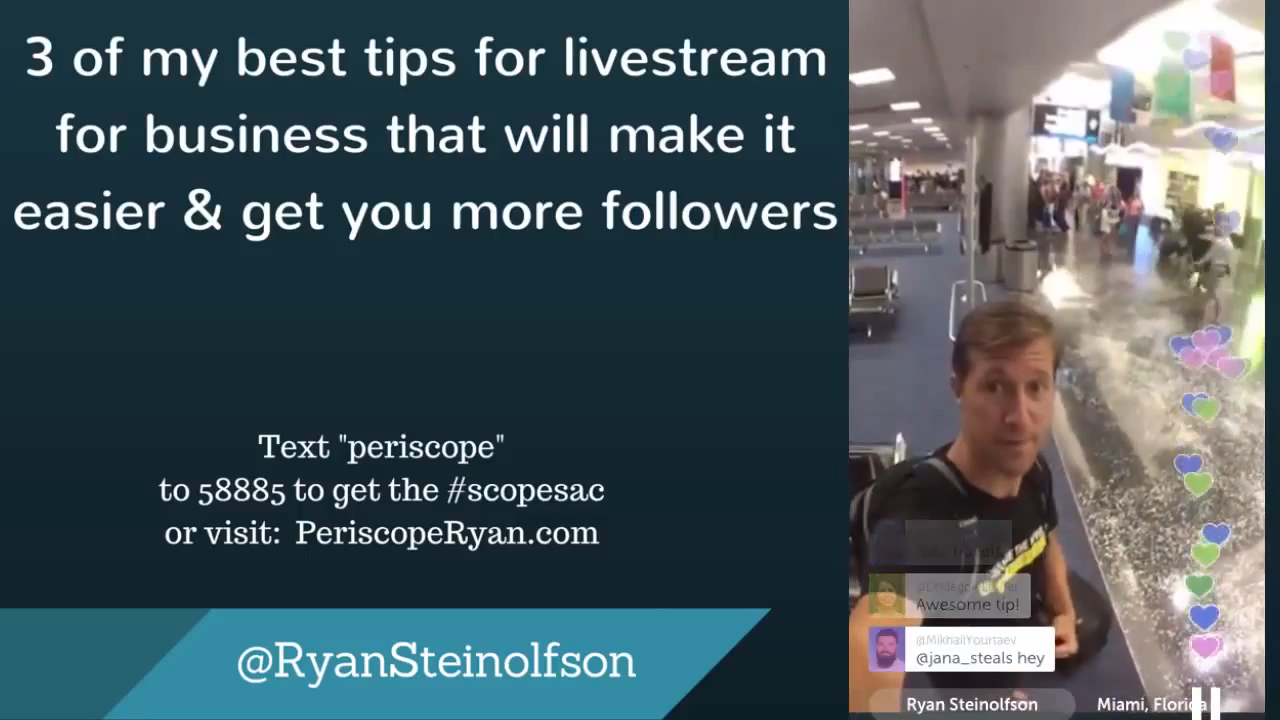 3 of my best tips for livestream
for business that will make it
easier & get you more followers
Text "periscope"
to 58885 to get the #scopesac
or visit: PeriscopeRyan.com
@RyanSteinolfson
Awesome tip!
@MikhailYourtaev
@jana_steals hey
Ryan Steinolfson
Miami, Florida